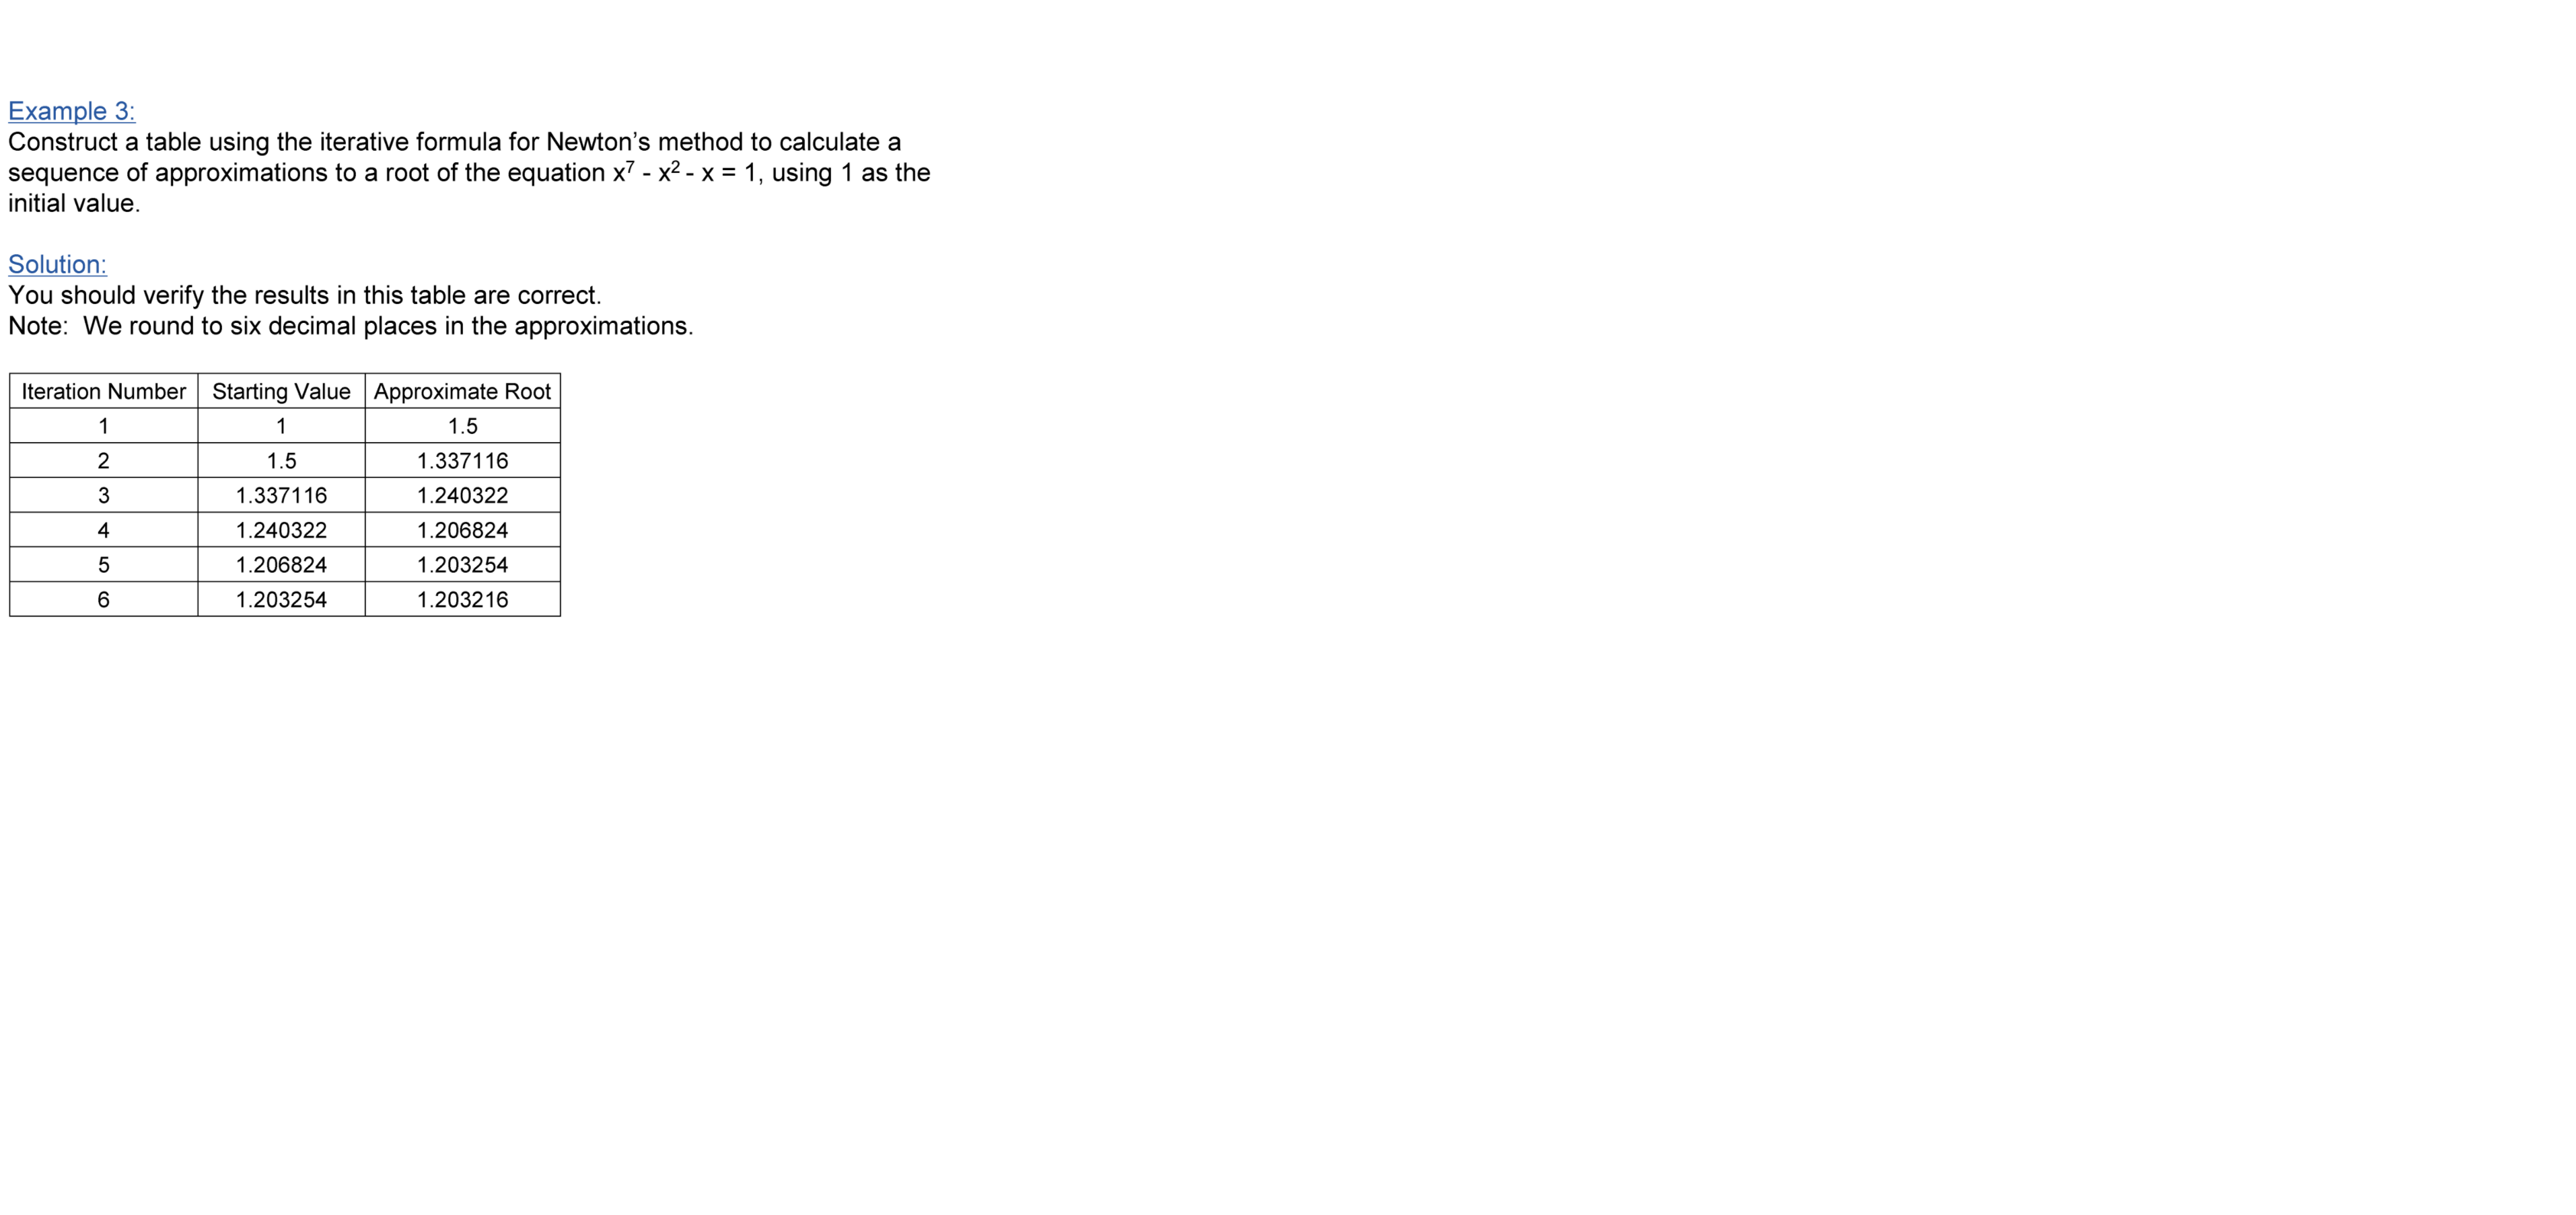 Example 3:
Construct a table using the iterative formula for Newton’s method to calculate a
sequence of approximations to a root of the equation x⁷ - x² - x = 1, using 1 as the
initial value.
Solution:
You should verify the results in this table are correct.
Note:  We round to six decimal places in the approximations.
Iteration Number Starting Value Approximate Root
1 1 1.5
2 1.5 1.337116
3 1.337116 1.240322
4 1.240322 1.206824
5 1.206824 1.203254
6 1.203254 1.203216